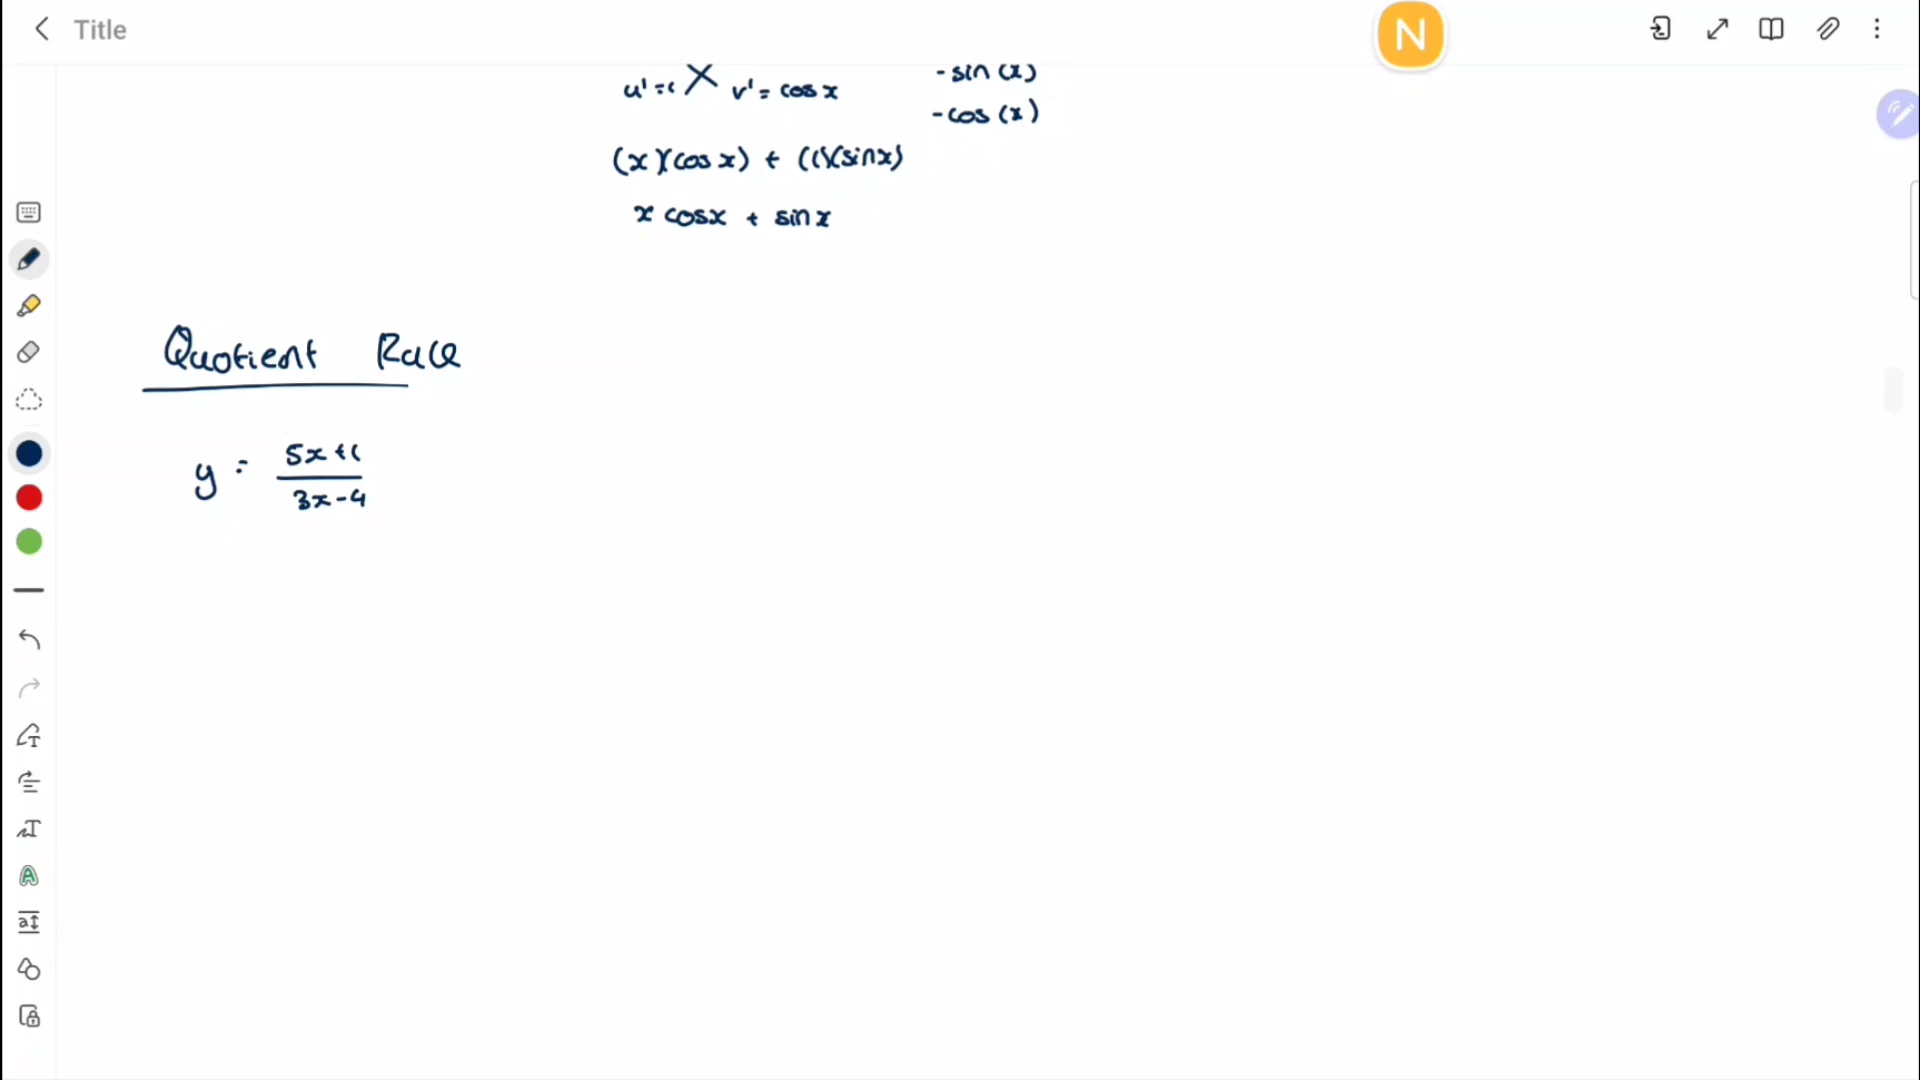 Title
N
u' = 1 v' = cos x
- sin (x)
- cos (x)
(x)(cos x) + (1)(sin x)
x cos x + sin x
Quotient Rule
y = 5x + 1
3x - 4